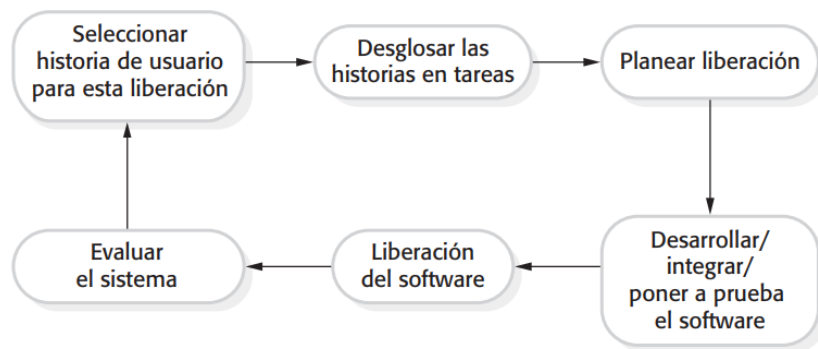 Seleccionar
historia de usuario
para esta liberación
Desglosar las
historias en tareas
Planear liberación
Desarrollar/
integrar/
poner a prueba
el software
Liberación
del software
Evaluar
el sistema